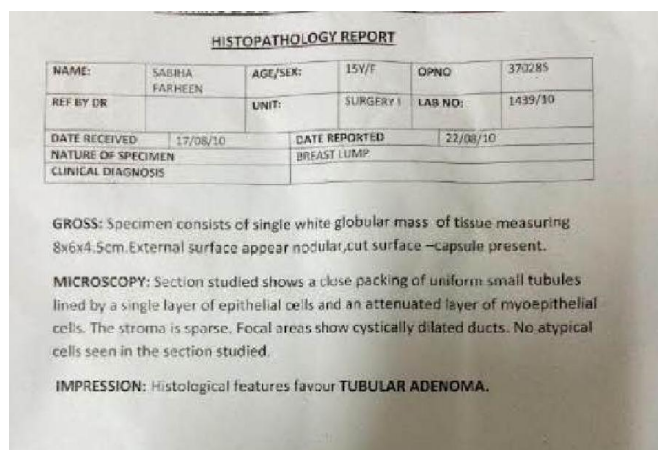 HISTOPATHOLOGY REPORT
NAME: SABIHA FARHEEN AGE/SEX: 15Y/F OPNO 370285
REF BY DR UNIT: SURGERY I LAB NO: 1439/10
DATE RECEIVED 17/08/10 DATE REPORTED 22/08/10
NATURE OF SPECIMEN BREAST LUMP
CLINICAL DIAGNOSIS
GROSS: Specimen consists of single white globular mass of tissue measuring
8x6x4.5cm.External surface appear nodular,cut surface –capsule present.
MICROSCOPY: Section studied shows a close packing of uniform small tubules
lined by a single layer of epithelial cells and an attenuated layer of myoepithelial
cells. The stroma is sparse. Focal areas show cystically dilated ducts. No atypical
cells seen in the section studied.
IMPRESSION: Histological features favour TUBULAR ADENOMA.